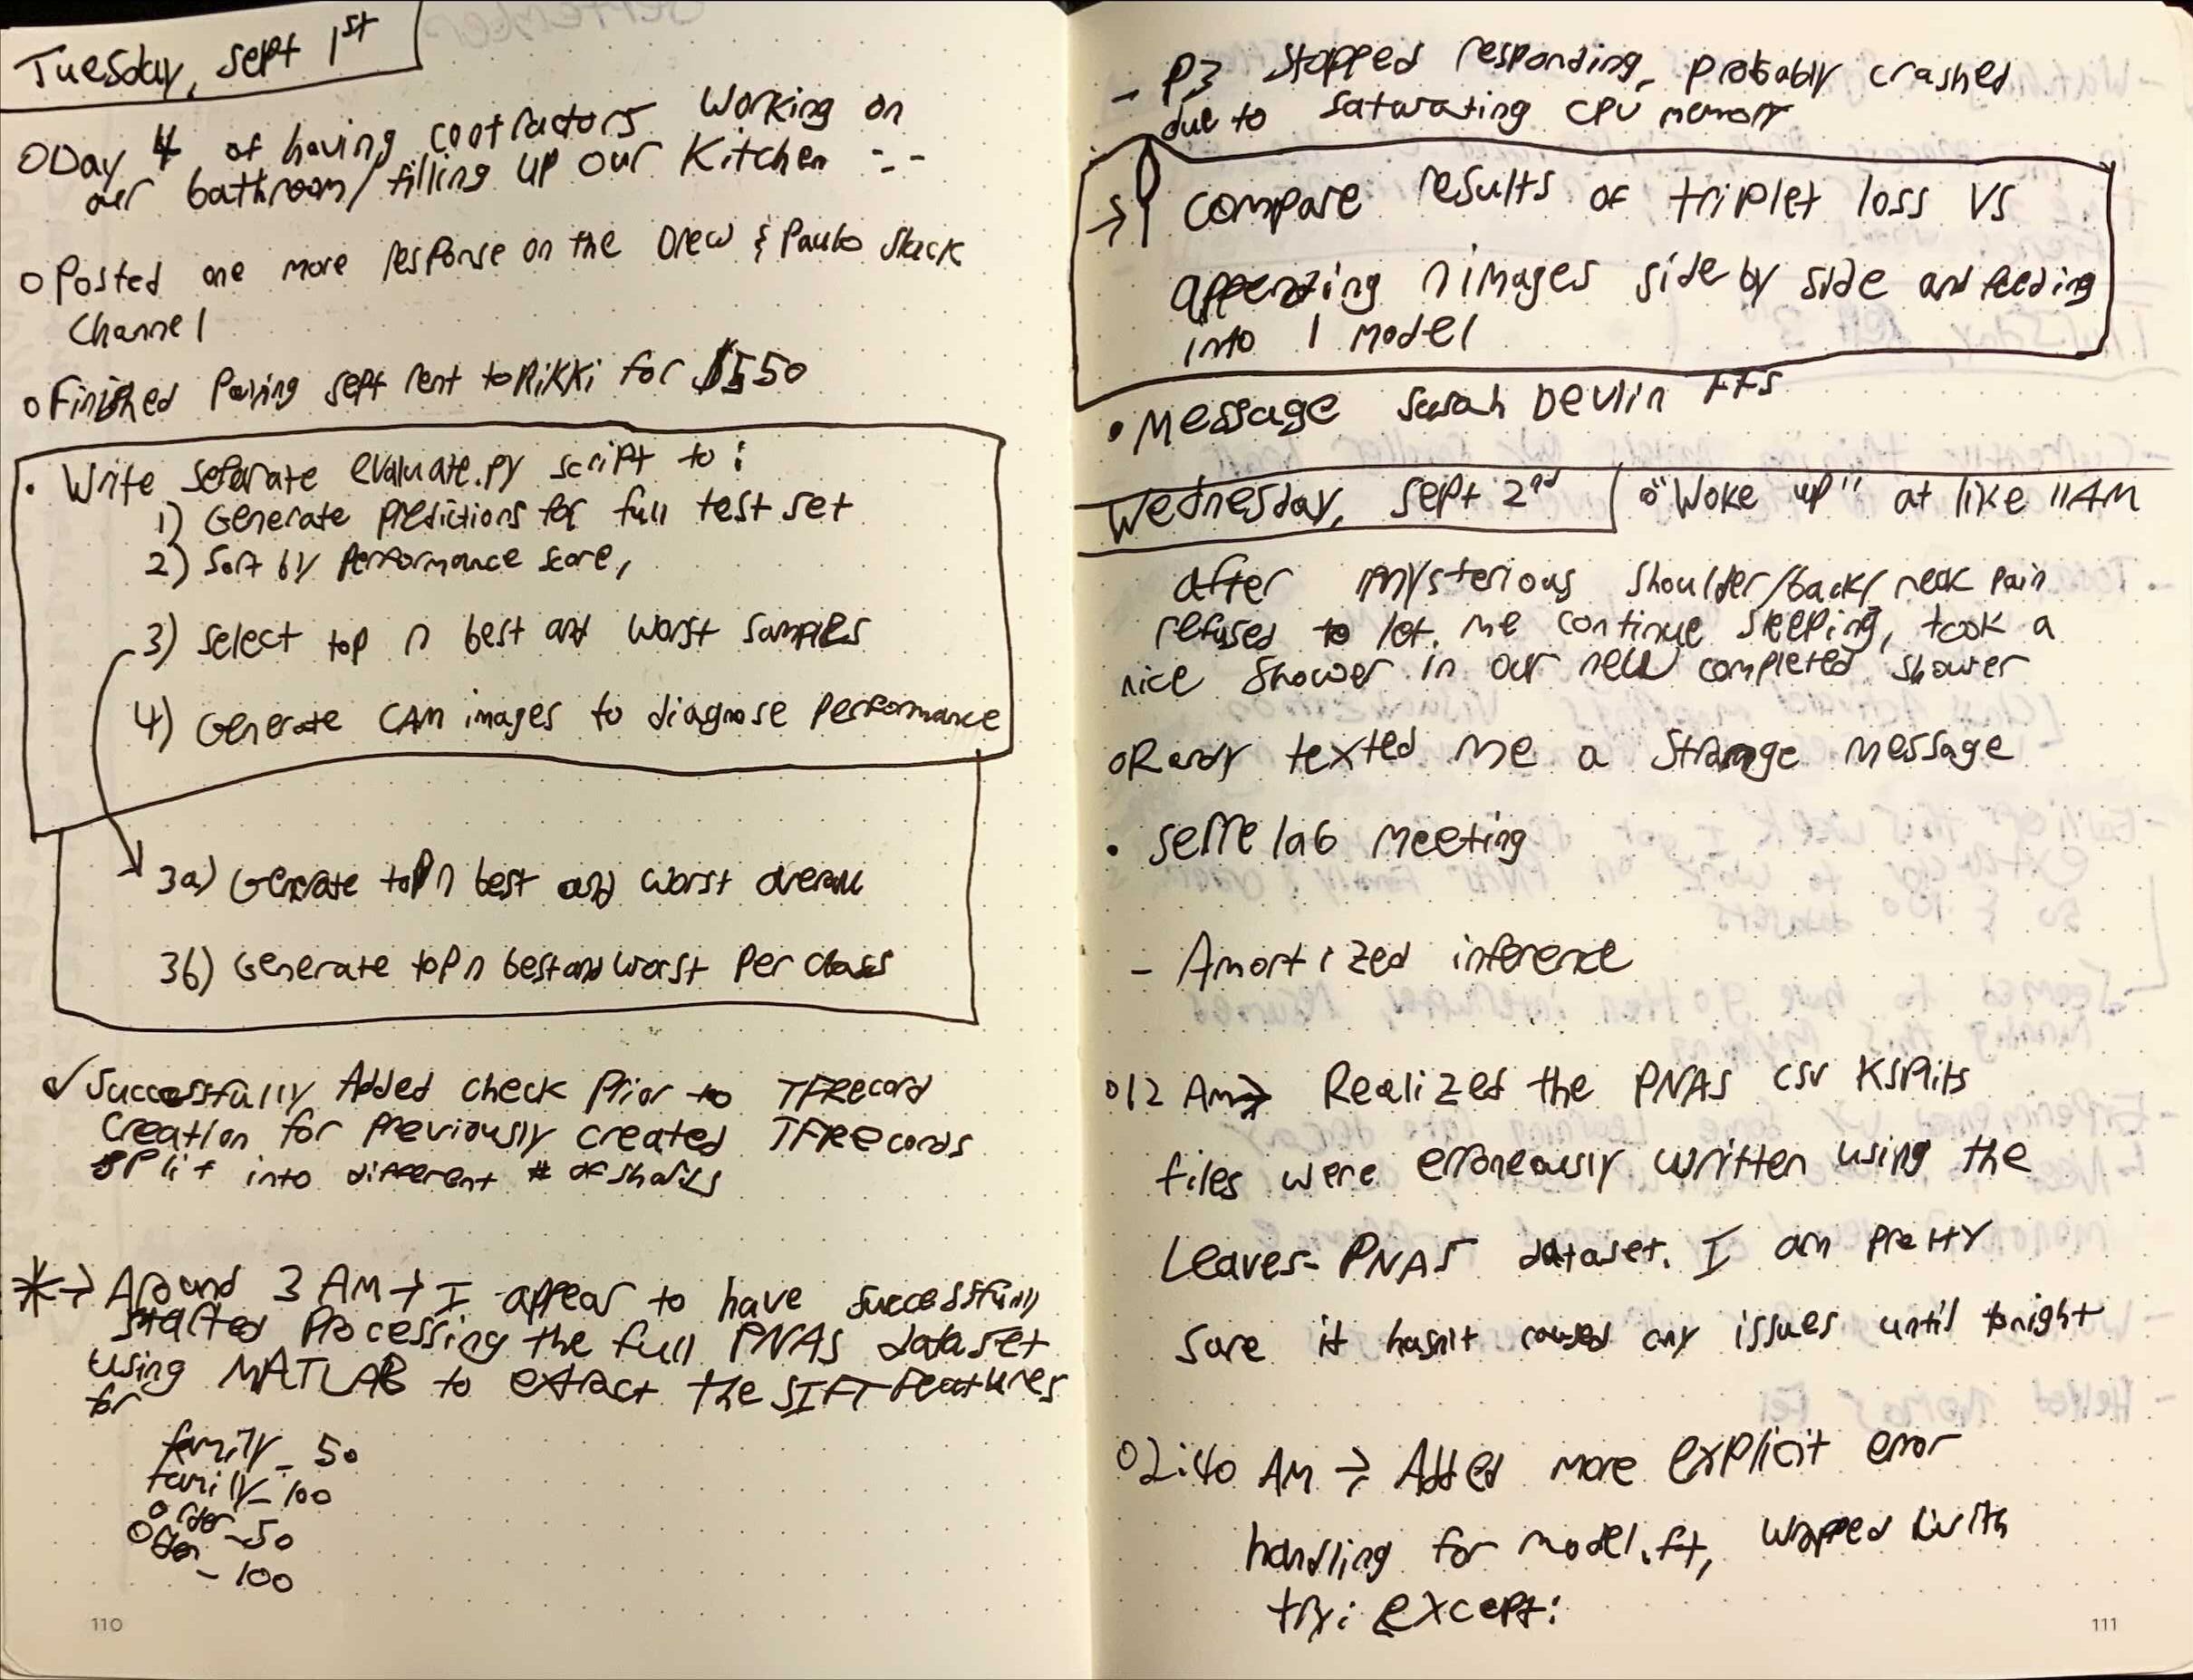 Tuesday, Sept 1st
o Day 4 of having contractors working on
our bathroom/filling up our Kitchen -.-
o Posted one more response on the Drew & Paulo Slack
Channel
o Finished Paying Sept rent to Rikki for $550
• Write separate evaluate.py script to:
1) Generate predictions for full test set
2) Sort by performance score,
3) Select top n best and worst samples
4) Generate CAM images to diagnose performance
3a) Generate top n best and worst overall
3b) Generate top n best and worst per class
✓ Successfully Added check prior to TFRecord
Creation for previously created TFRecords
split into different # of shards
*→ Around 3 AM → I appear to have successfully
started processing the full PNAS dataset
using MATLAB to extract the SIFT features
for
family_50
family_100
order_50
order_100
110
- P3 stopped responding, probably crashed
due to saturating CPU memory
→ Compare results of triplet loss vs
appending n images side by side and feeding
into 1 model
• Message Sarah Devlin FFS
Wednesday, Sept 2nd
o "Woke up" at like 11AM
after mysterious shoulder/back/neck pain
refused to let me continue sleeping, took a
nice shower in our new completed shower
o Randy texted me a strange message
• Serre lab meeting
- Amortized inference
o 12 AM → Realized the PNAS csv Ksplits
files were erroneously written using the
Leaves-PNAS dataset. I am pretty
sure it hasn't caused any issues until tonight
o 2:40 AM → Added more explicit error
handling for model.fit, wrapped with
try: except:
111